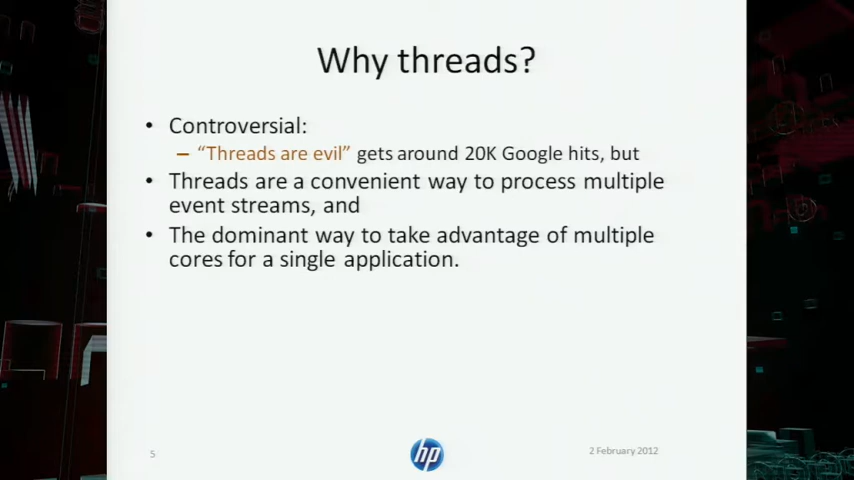 Why threads?
• Controversial:
– “Threads are evil” gets around 20K Google hits, but
• Threads are a convenient way to process multiple
event streams, and
• The dominant way to take advantage of multiple
cores for a single application.
5
hp
2 February 2012